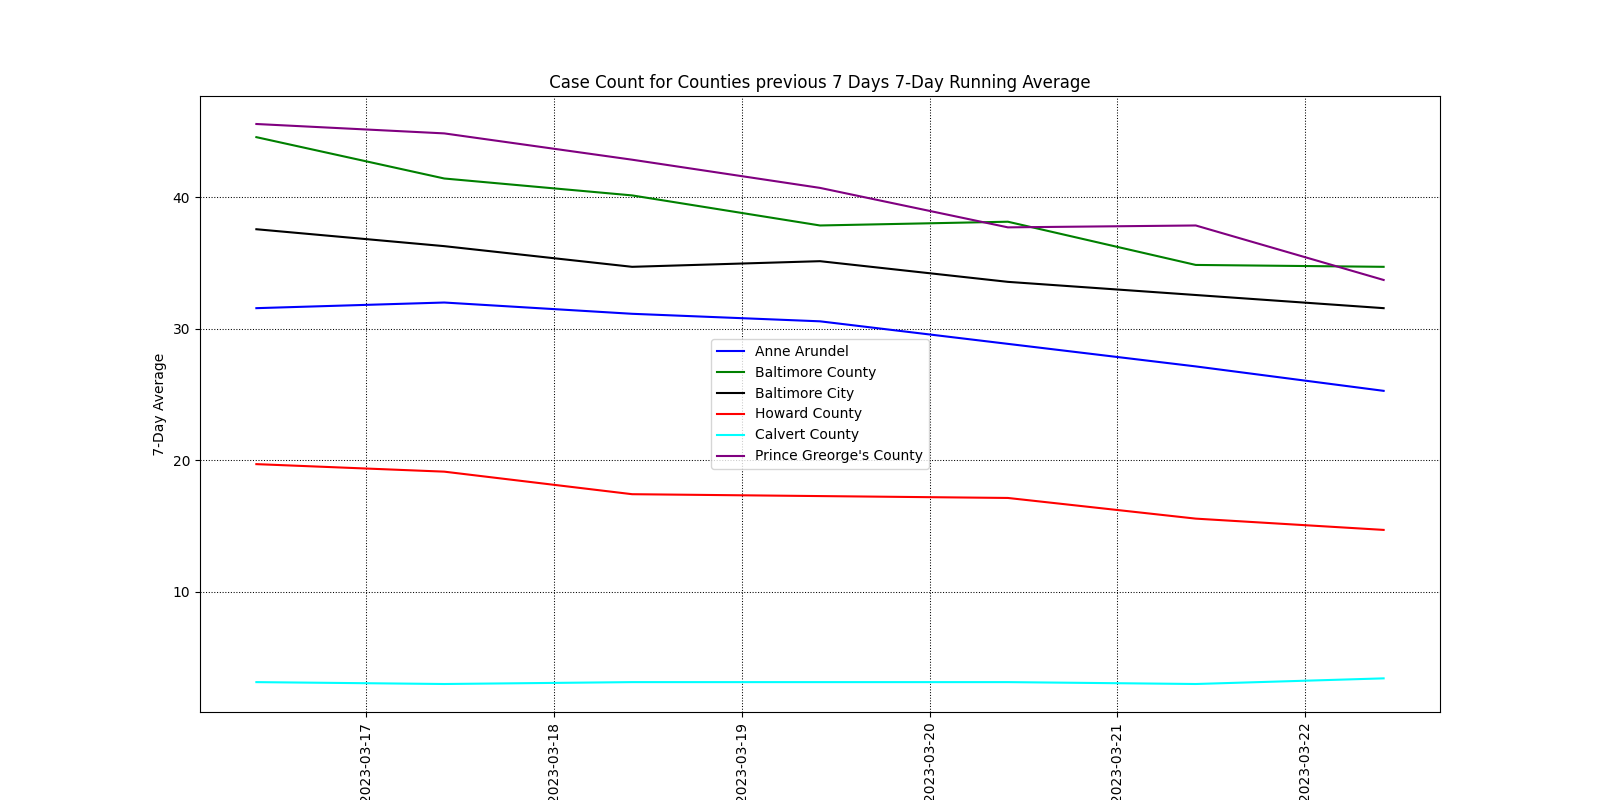 Case Count for Counties previous 7 Days 7-Day Running Average
7-Day Average
40
30
20
10
Anne Arundel
Baltimore County
Baltimore City
Howard County
Calvert County
Prince Greorge's County
2023-03-17
2023-03-18
2023-03-19
2023-03-20
2023-03-21
2023-03-22